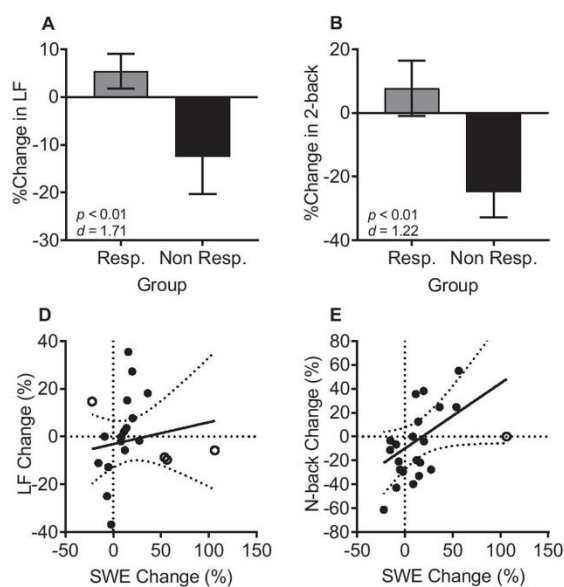 A
B
10
0
-10
-20
-30
%Change in LF
p < 0.01
d = 1.71
Resp.
Non Resp.
Group
20
0
-20
-40
%Change in 2-back
p < 0.01
d = 1.22
Resp.
Non Resp.
Group
D
E
40
20
0
-20
-40
LF Change (%)
-50
0
50
100
150
SWE Change (%)
80
60
40
20
0
-20
-40
-60
-80
N-back Change (%)
-50
0
50
100
150
SWE Change (%)